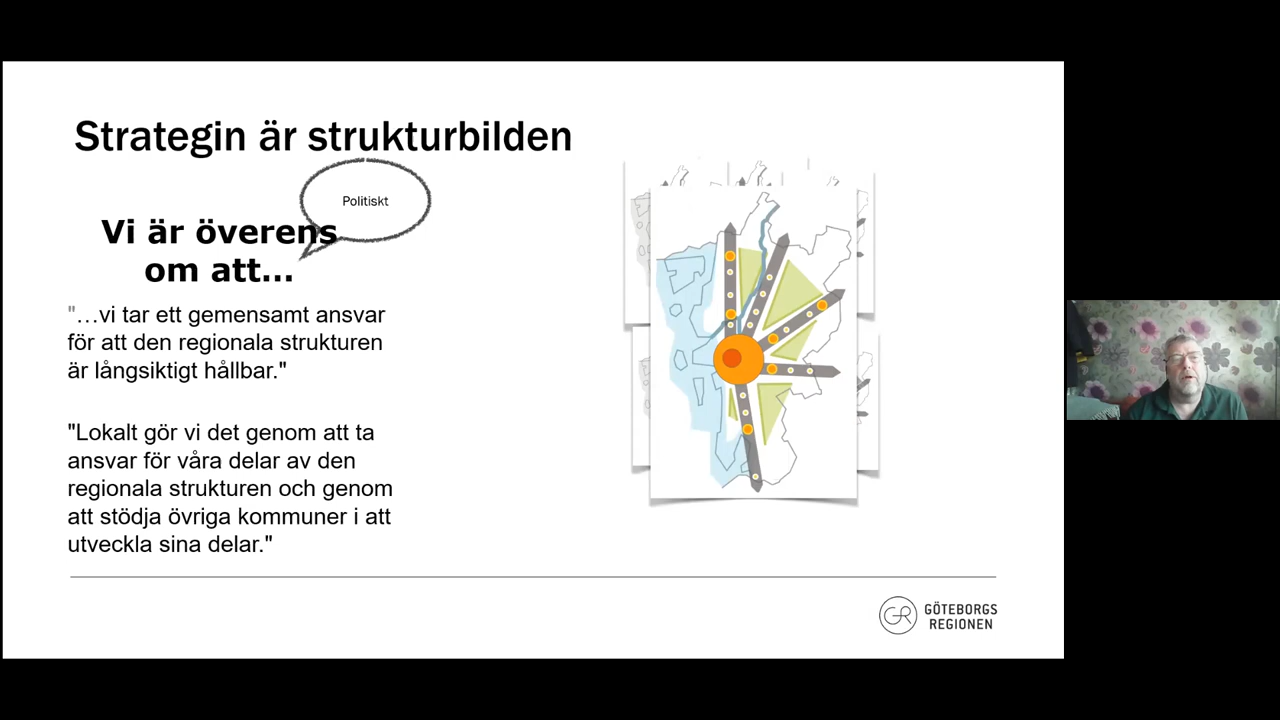 Strategin är strukturbilden
Politiskt
Vi är överens
om att...
"…vi tar ett gemensamt ansvar
för att den regionala strukturen
är långsiktigt hållbar."
"Lokalt gör vi det genom att ta
ansvar för våra delar av den
regionala strukturen och genom
att stödja övriga kommuner i att
utveckla sina delar."
GR
GÖTEBORGS
REGIONEN